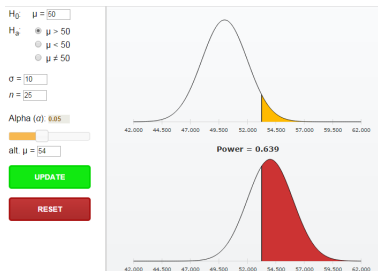 H0: μ = 50
Ha: μ > 50
μ < 50
μ ≠ 50
σ = 10
n = 25
Alpha (α): 0.05
alt. μ = 54
UPDATE
RESET
42.000 44.500 47.000 49.500 52.000 54.500 57.000 59.500 62.000
Power = 0.639
42.000 44.500 47.000 49.500 52.000 54.500 57.000 59.500 62.000